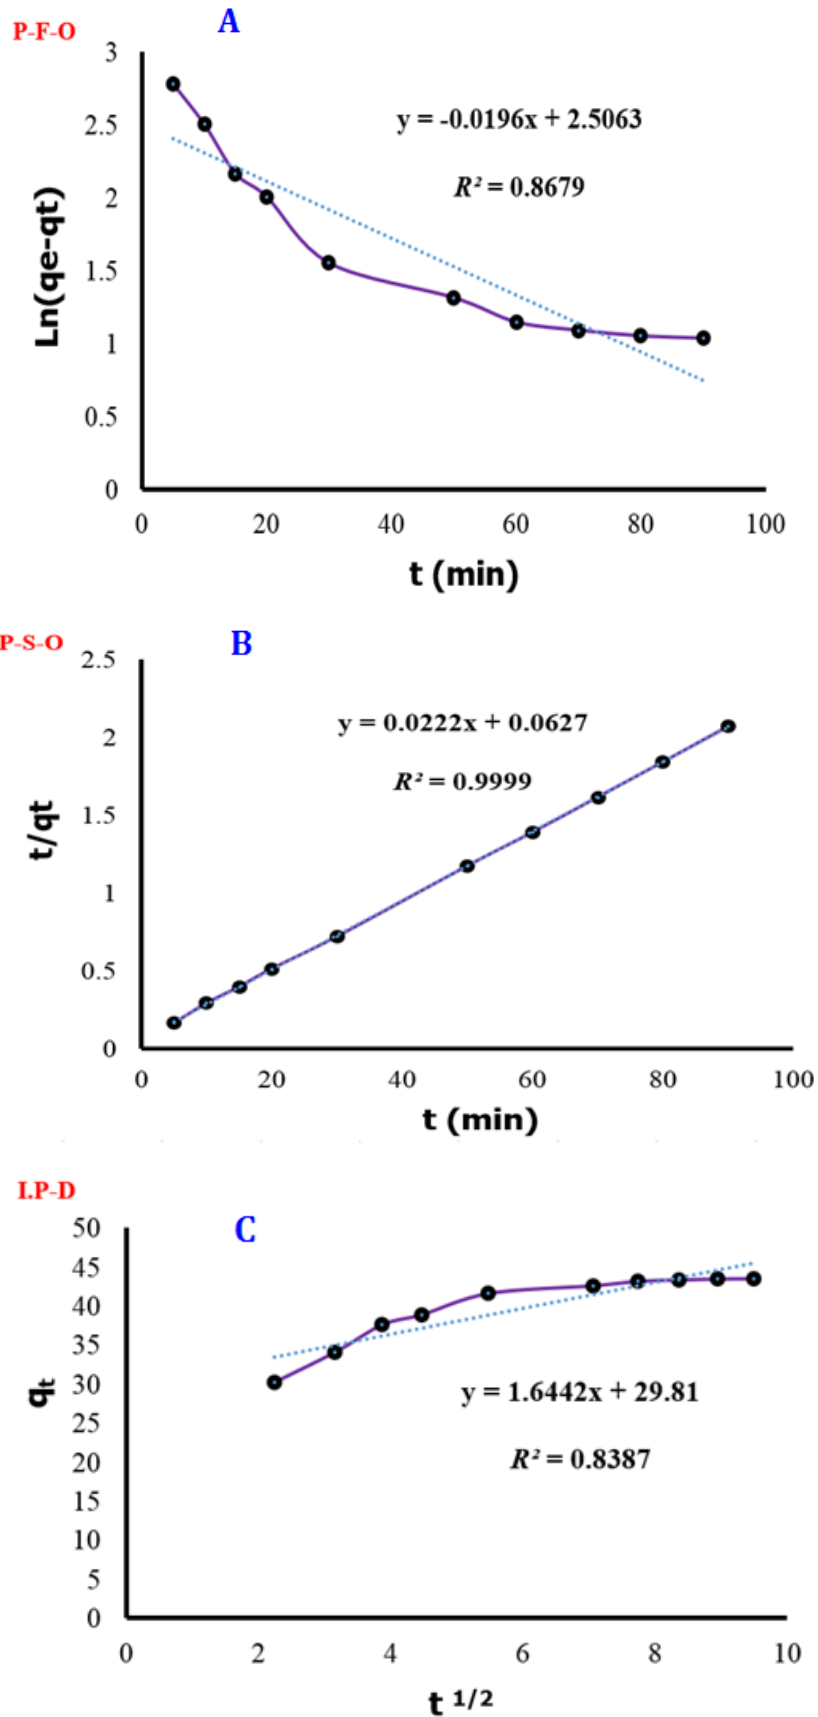 P-F-O
A
3
2.5
2
1.5
1
0.5
0
Ln(qe-qt)
y = -0.0196x + 2.5063
R² = 0.8679
0 20 40 60 80 100
t (min)
P-S-O
B
2.5
2
1.5
1
0.5
0
t/qt
y = 0.0222x + 0.0627
R² = 0.9999
0 20 40 60 80 100
t (min)
I.P-D
C
50
45
40
35
30
25
20
15
10
5
0
qt
y = 1.6442x + 29.81
R² = 0.8387
0 2 4 6 8 10
t 1/2